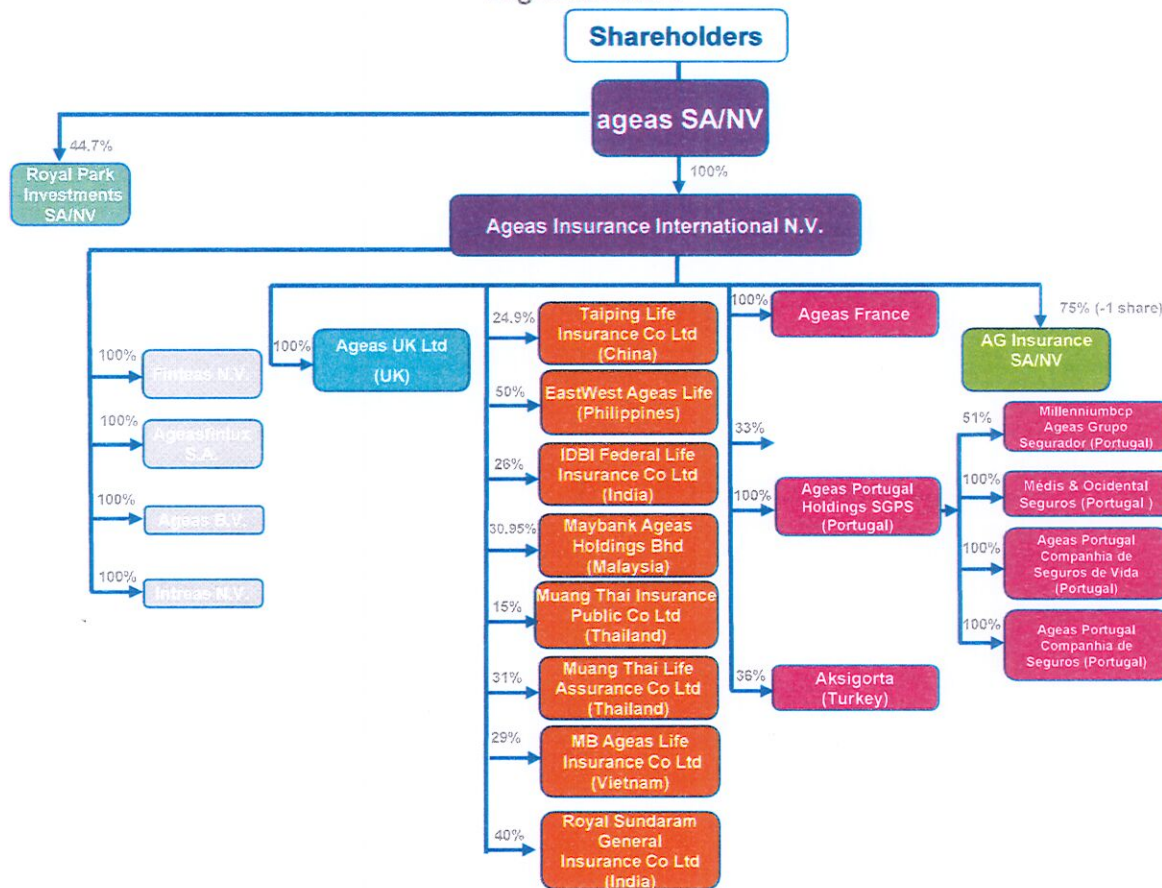 Shareholders
ageas SA/NV
44.7%
100%
Royal Park
Investments
SA/NV
Ageas Insurance International N.V.
100%
Finteas N.V.
100%
Ageasfinlux
S.A.
100%
Ageas B.V.
100%
Intreas N.V.
100%
Ageas UK Ltd
(UK)
24.9%
Taiping Life
Insurance Co Ltd
(China)
50%
EastWest Ageas Life
(Philippines)
26%
IDBI Federal Life
Insurance Co Ltd
(India)
30.95%
Maybank Ageas
Holdings Bhd
(Malaysia)
15%
Muang Thai Insurance
Public Co Ltd
(Thailand)
31%
Muang Thai Life
Assurance Co Ltd
(Thailand)
29%
MB Ageas Life
Insurance Co Ltd
(Vietnam)
40%
Royal Sundaram
General
Insurance Co Ltd
(India)
100%
Ageas France
33%
100%
Ageas Portugal
Holdings SGPS
(Portugal)
36%
Aksigorta
(Turkey)
75% (-1 share)
AG Insurance
SA/NV
51%
Millenniumbcp
Ageas Grupo
Segurador (Portugal)
100%
Médis & Ocidental
Seguros (Portugal )
100%
Ageas Portugal
Companhia de
Seguros de Vida
(Portugal)
100%
Ageas Portugal
Companhia de
Seguros (Portugal)